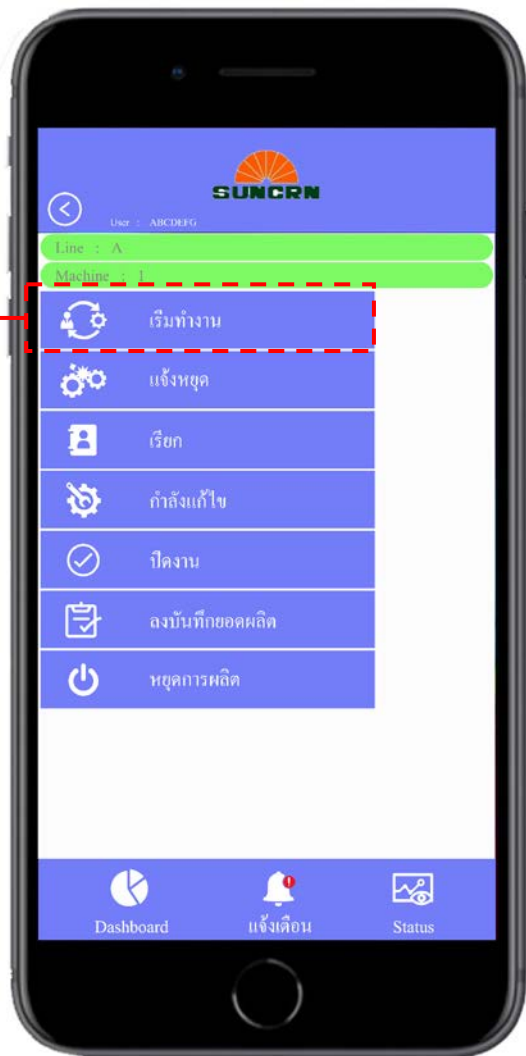 SUNCRN
User : ABCDEFG
Line : A
Machine : 1
เริ่มทำงาน
แจ้งหยุด
เรียก
กำลังแก้ไข
ปิดงาน
ลงบันทึกยอดผลิต
หยุดการผลิต
Dashboard
แจ้งเตือน
Status